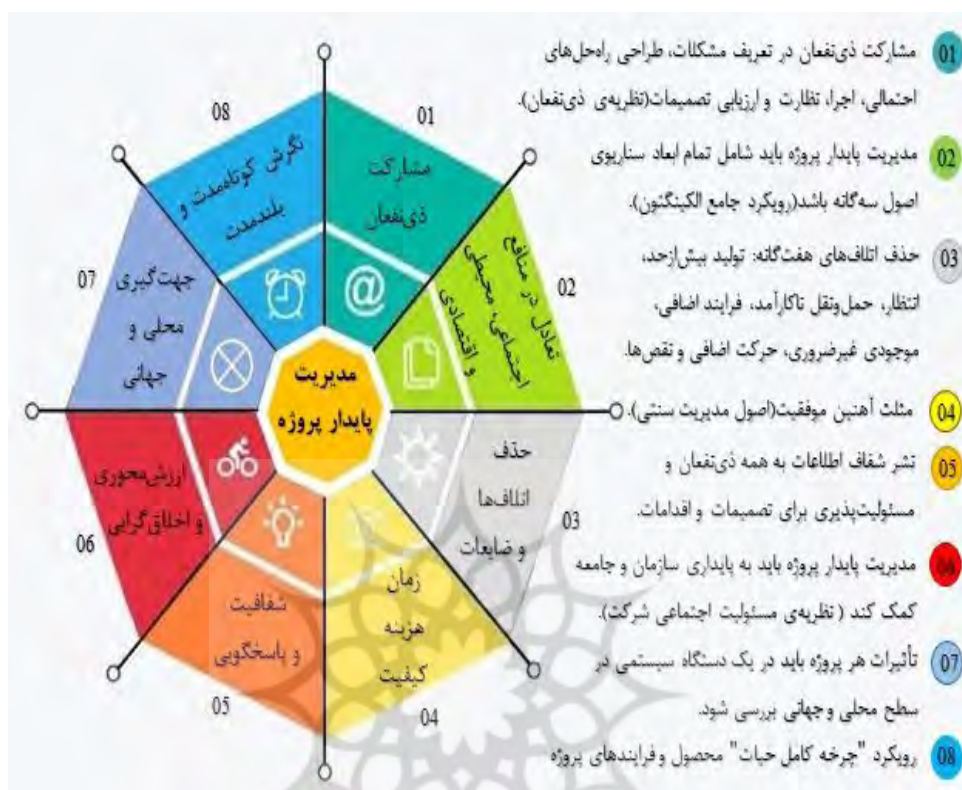 01
مشارکت ذی‌نفعان در تعریف مشکلات، طراحی راه‌حل‌های
احتمالی، اجرا، نظارت و ارزیابی تصمیمات(نظریه‌ی ذی‌نفعان).
02
مدیریت پایدار پروژه باید شامل تمام ابعاد سناریوی
اصول سه‌گانه باشد(رویکرد جامع الکینگتون).
03
حذف اتلاف‌های هفت‌گانه: تولید بیش‌ازحد،
انتظار، حمل‌ونقل ناکارآمد، فرایند اضافی،
موجودی غیرضروری، حرکت اضافی و نقص‌ها.
04
مثلث آهنین موفقیت(اصول مدیریت سنتی).
05
نشر شفاف اطلاعات به همه ذی‌نفعان و
مسئولیت‌پذیری برای تصمیمات و اقدامات.
06
مدیریت پایدار پروژه باید به پایداری سازمان و جامعه
کمک کند ( نظریه‌ی مسئولیت اجتماعی شرکت).
07
تأثیرات هر پروژه باید در یک دستگاه سیستمی در
سطح محلی وجهانی بررسی شود.
08
رویکرد "چرخه کامل حیات" محصول و فرایندهای پروژه
01
مشارکت
ذی‌نفعان
@
02
تعادل در منافع
اجتماعی، محیطی
و اقتصادی
03
حذف
اتلاف‌ها
و ضایعات
04
زمان
هزینه
کیفیت
05
شفافیت
و پاسخگویی
06
ارزش‌محوری
و اخلاق‌گرایی
07
جهت‌گیری
محلی و
جهانی
08
نگرش کوتاه‌مدت و
بلندمدت
مدیریت
پایدار پروژه